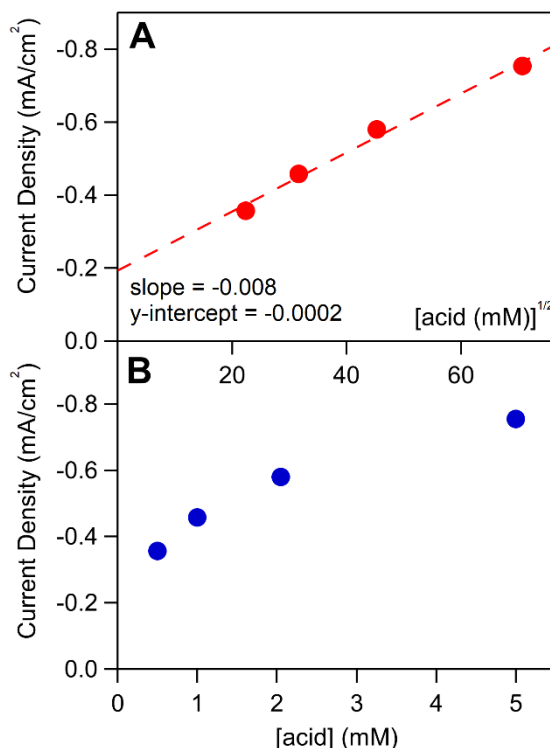 A
Current Density (mA/cm²)
-0.8
-0.6
-0.4
-0.2
0.0
slope = -0.008
y-intercept = -0.0002
[acid (mM)]¹/²
20
40
60
B
Current Density (mA/cm²)
-0.8
-0.6
-0.4
-0.2
0.0
0
1
2
3
4
5
[acid] (mM)